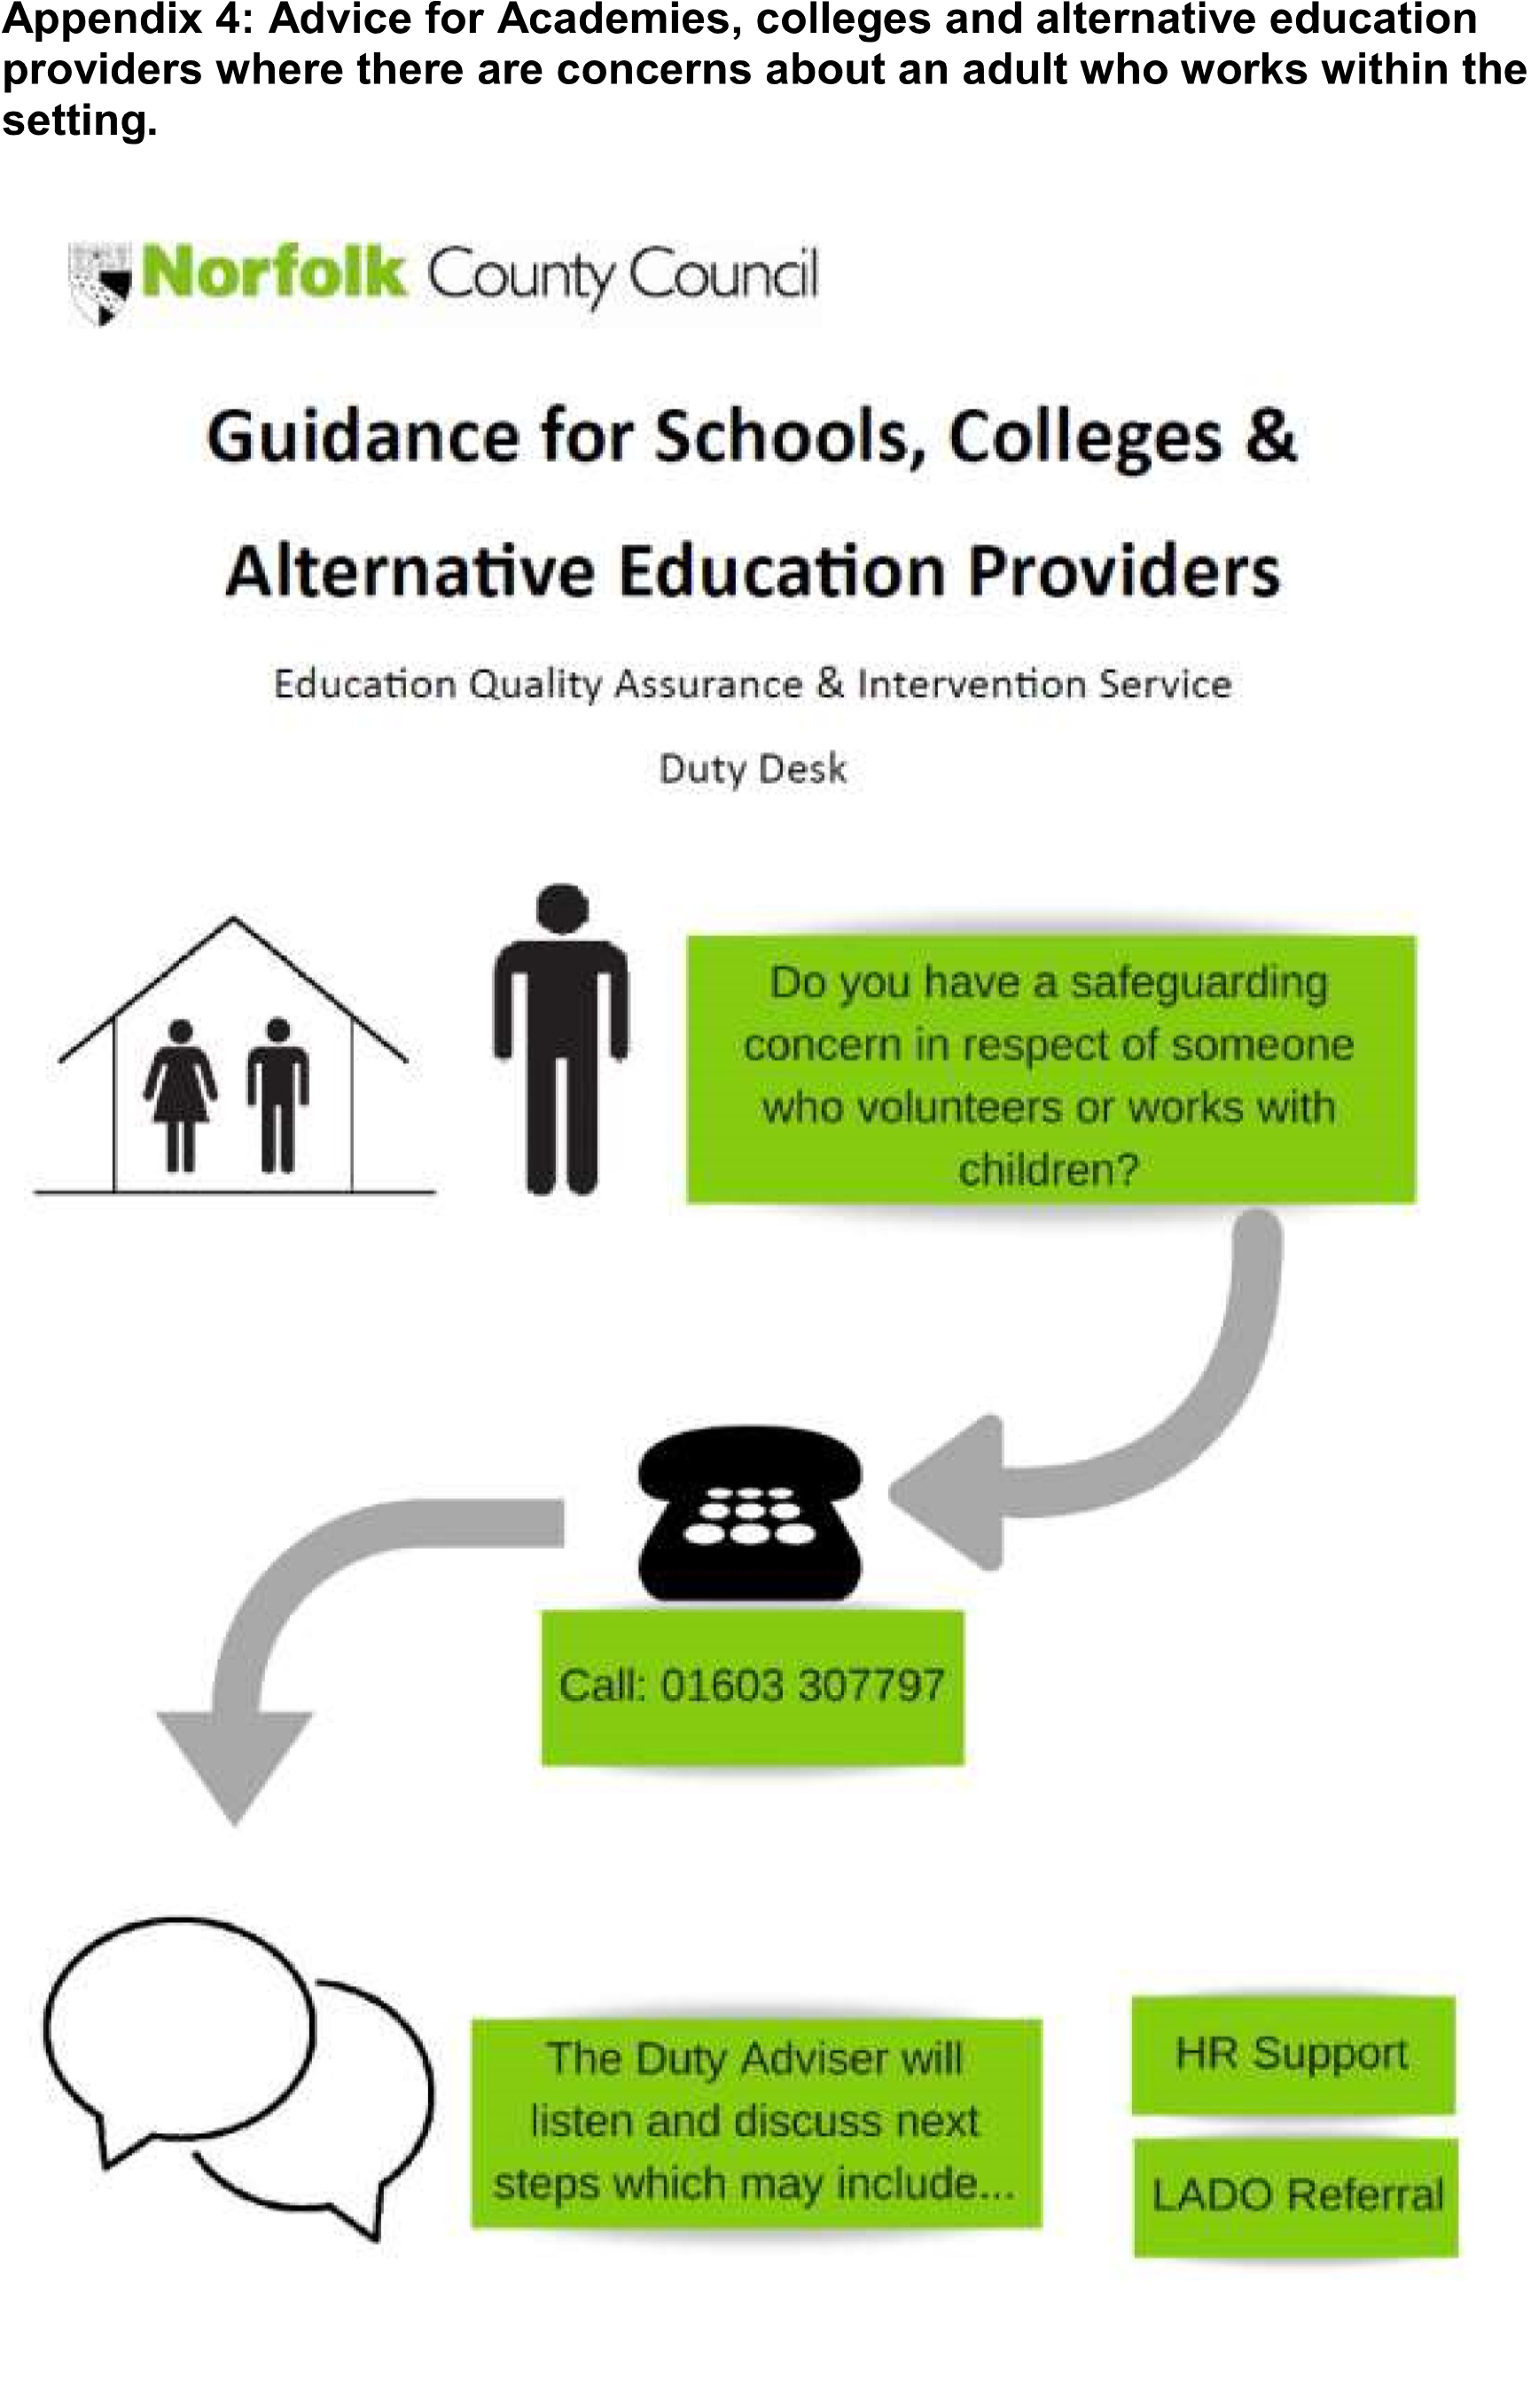 Appendix 4: Advice for Academies, colleges and alternative education
providers where there are concerns about an adult who works within the
setting.
Norfolk County Council
Guidance for Schools, Colleges &
Alternative Education Providers
Education Quality Assurance & Intervention Service
Duty Desk
Do you have a safeguarding
concern in respect of someone
who volunteers or works with
children?
Call: 01603 307797
The Duty Adviser will
listen and discuss next
steps which may include...
HR Support
LADO Referral